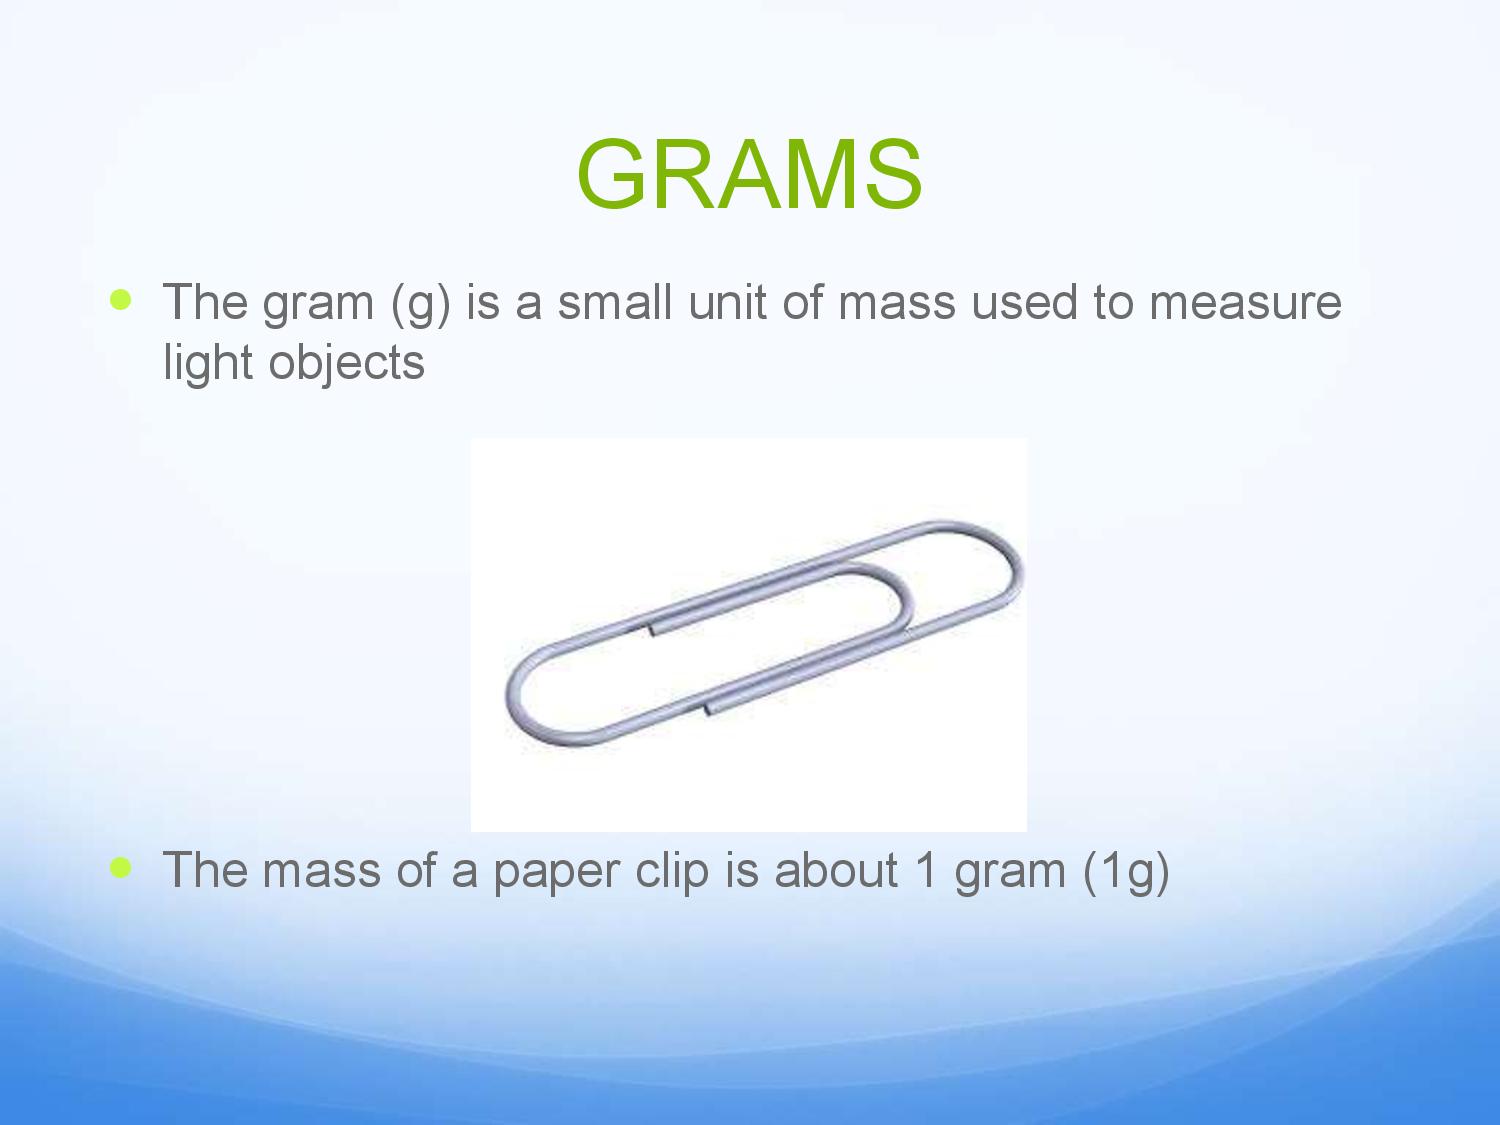 GRAMS
The gram (g) is a small unit of mass used to measure
light objects
The mass of a paper clip is about 1 gram (1g)